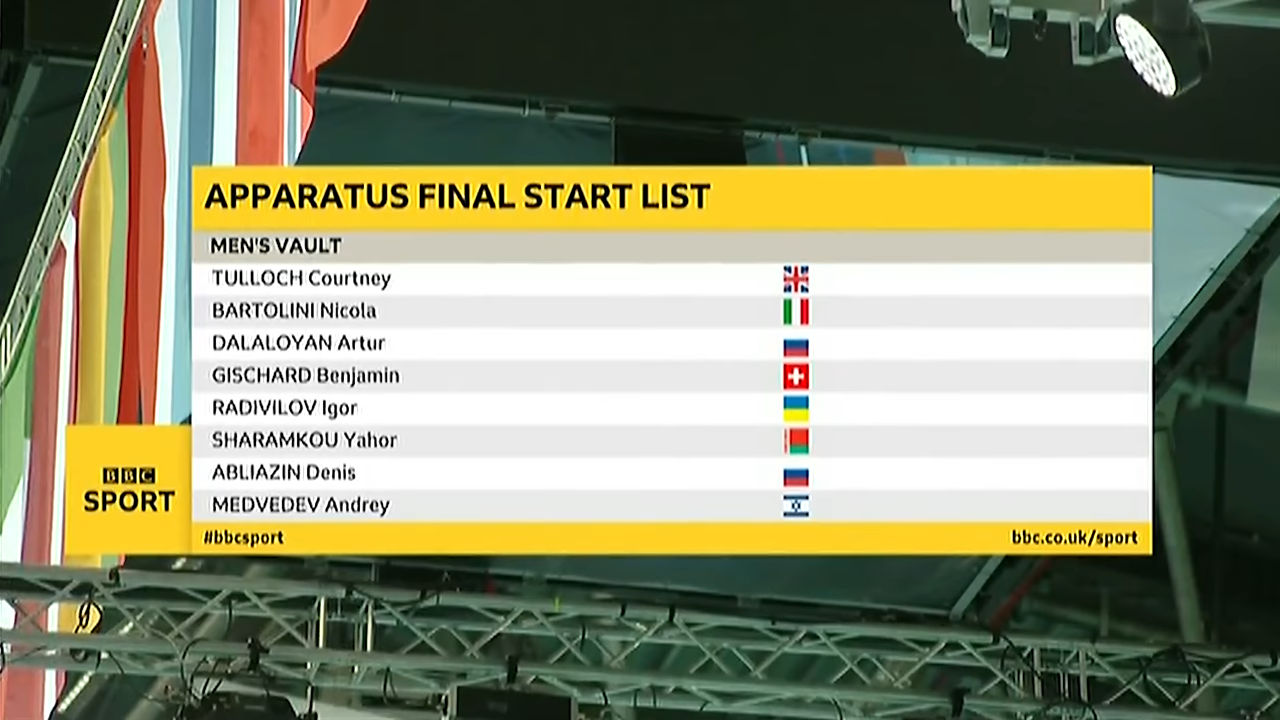 APPARATUS FINAL START LIST
MEN'S VAULT
TULLOCH Courtney
BARTOLINI Nicola
DALALOYAN Artur
GISCHARD Benjamin
RADIVILOV Igor
SHARAMKOU Yahor
ABLIAZIN Denis
MEDVEDEV Andrey
BBC
SPORT
#bbcsport
bbc.co.uk/sport